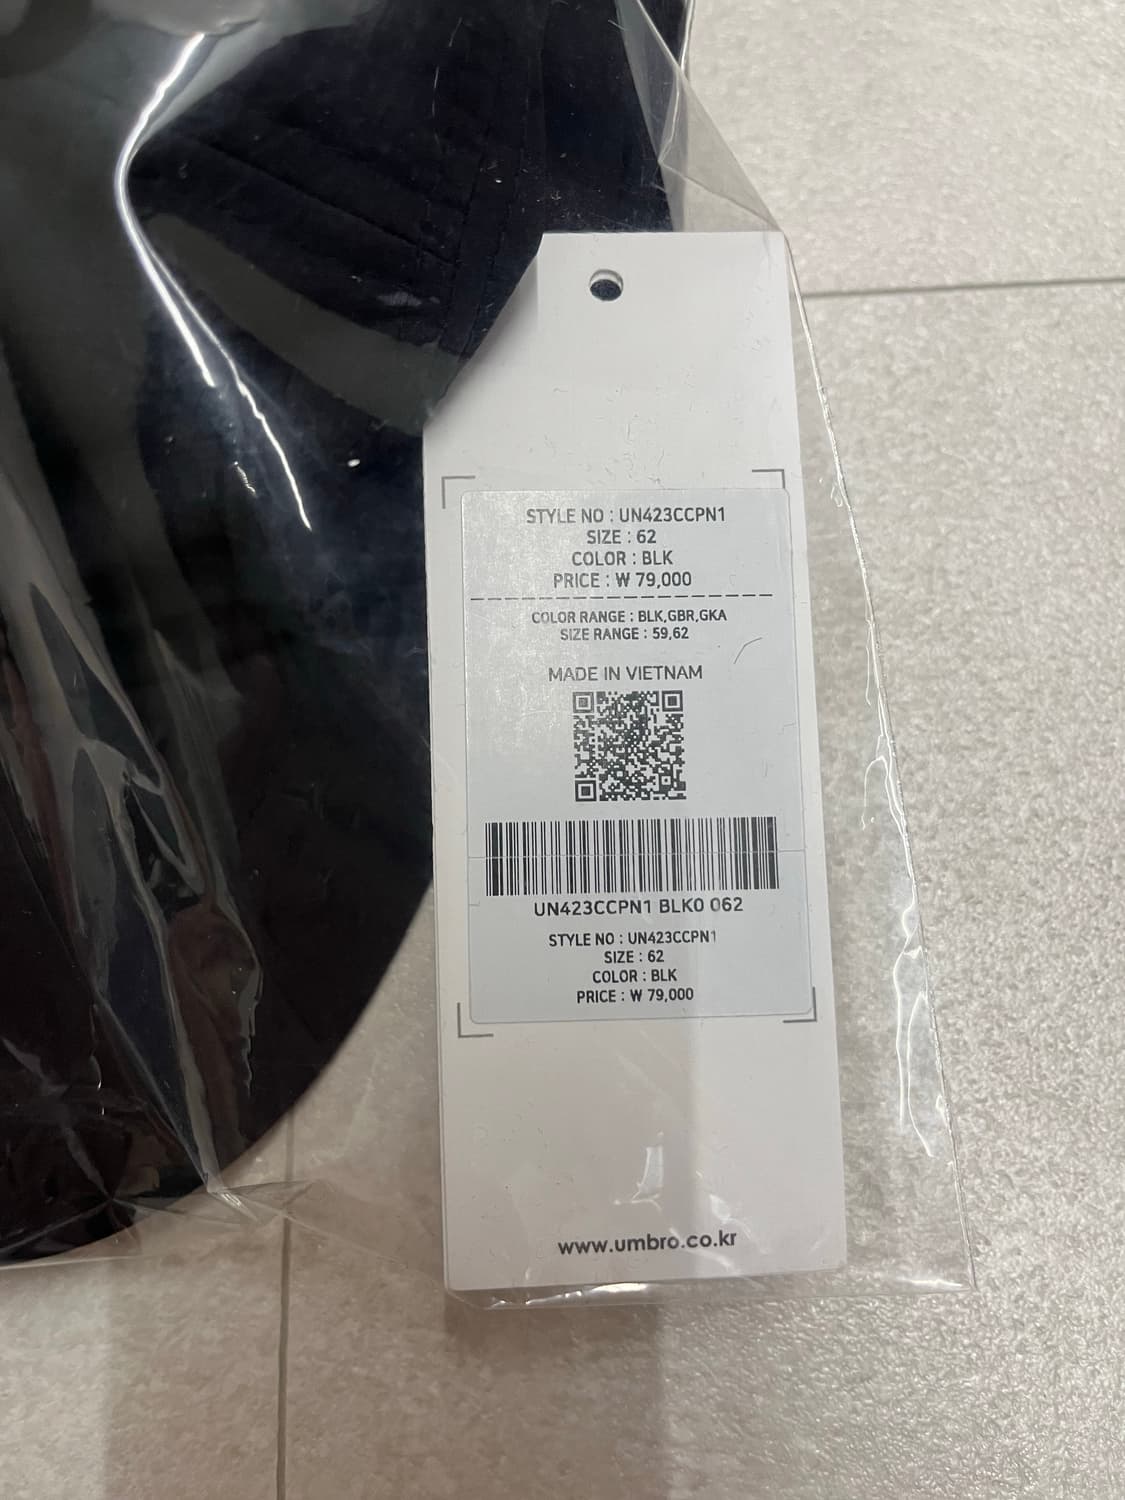 STYLE NO : UN423CCPN1
SIZE : 62
COLOR : BLK
PRICE : ₩ 79,000
COLOR RANGE : BLK,GBR,GKA
SIZE RANGE : 59,62
MADE IN VIETNAM
UN423CCPN1 BLK0 062
STYLE NO : UN423CCPN1
SIZE : 62
COLOR : BLK
PRICE : ₩ 79,000
www.umbro.co.kr